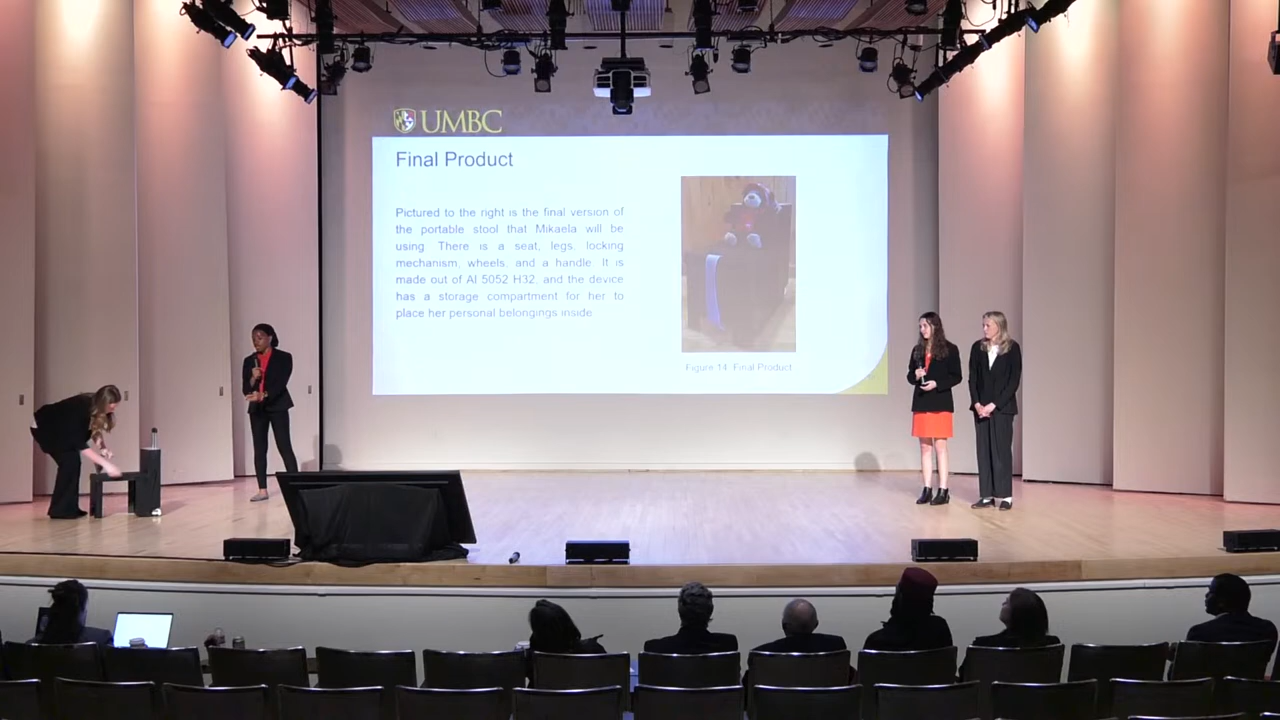 UMBC
Final Product
Pictured to the right is the final version of
the portable stool that Mikaela will be
using. There is a seat, legs, locking
mechanism, wheels, and a handle. It is
made out of Al 5052 H32, and the device
has a storage compartment for her to
place her personal belongings inside.
Figure 14: Final Product